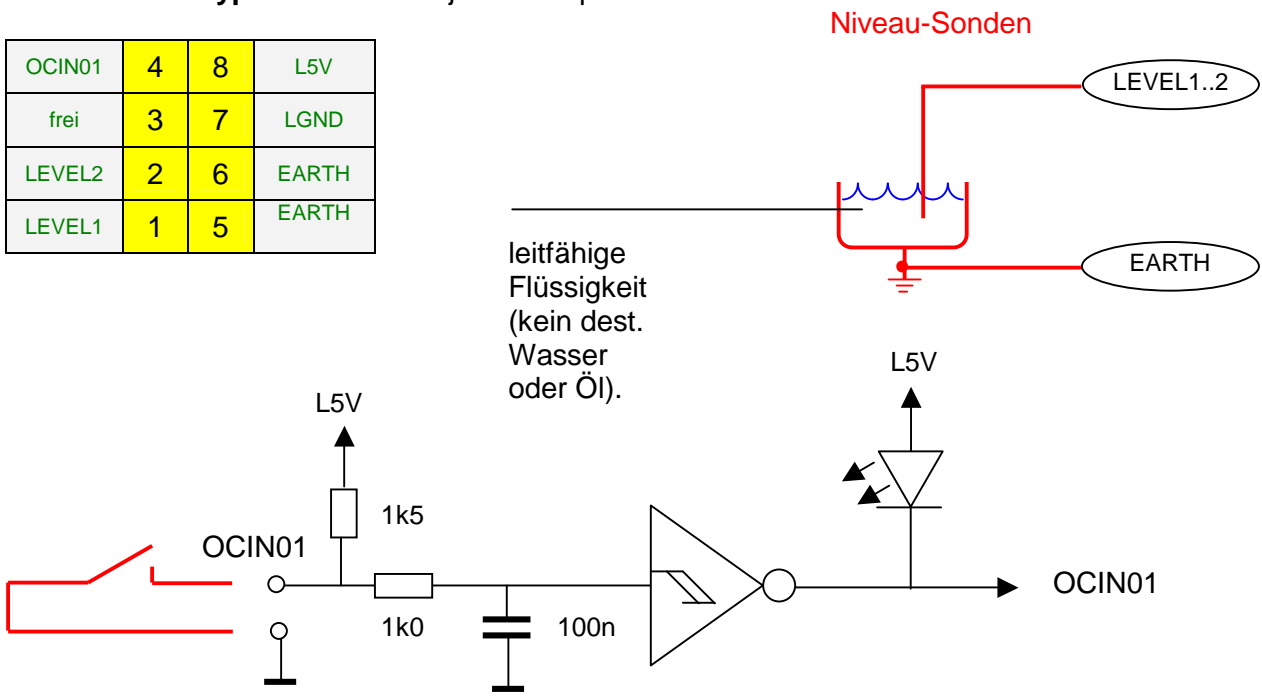 Niveau-Sonden
OCIN01 4 8 L5V
frei 3 7 LGND
LEVEL2 2 6 EARTH
LEVEL1 1 5 EARTH
LEVEL1..2
EARTH
leitfähige
Flüssigkeit
(kein dest.
Wasser
oder Öl).
L5V
L5V
1k5
OCIN01
1k0
100n
OCIN01